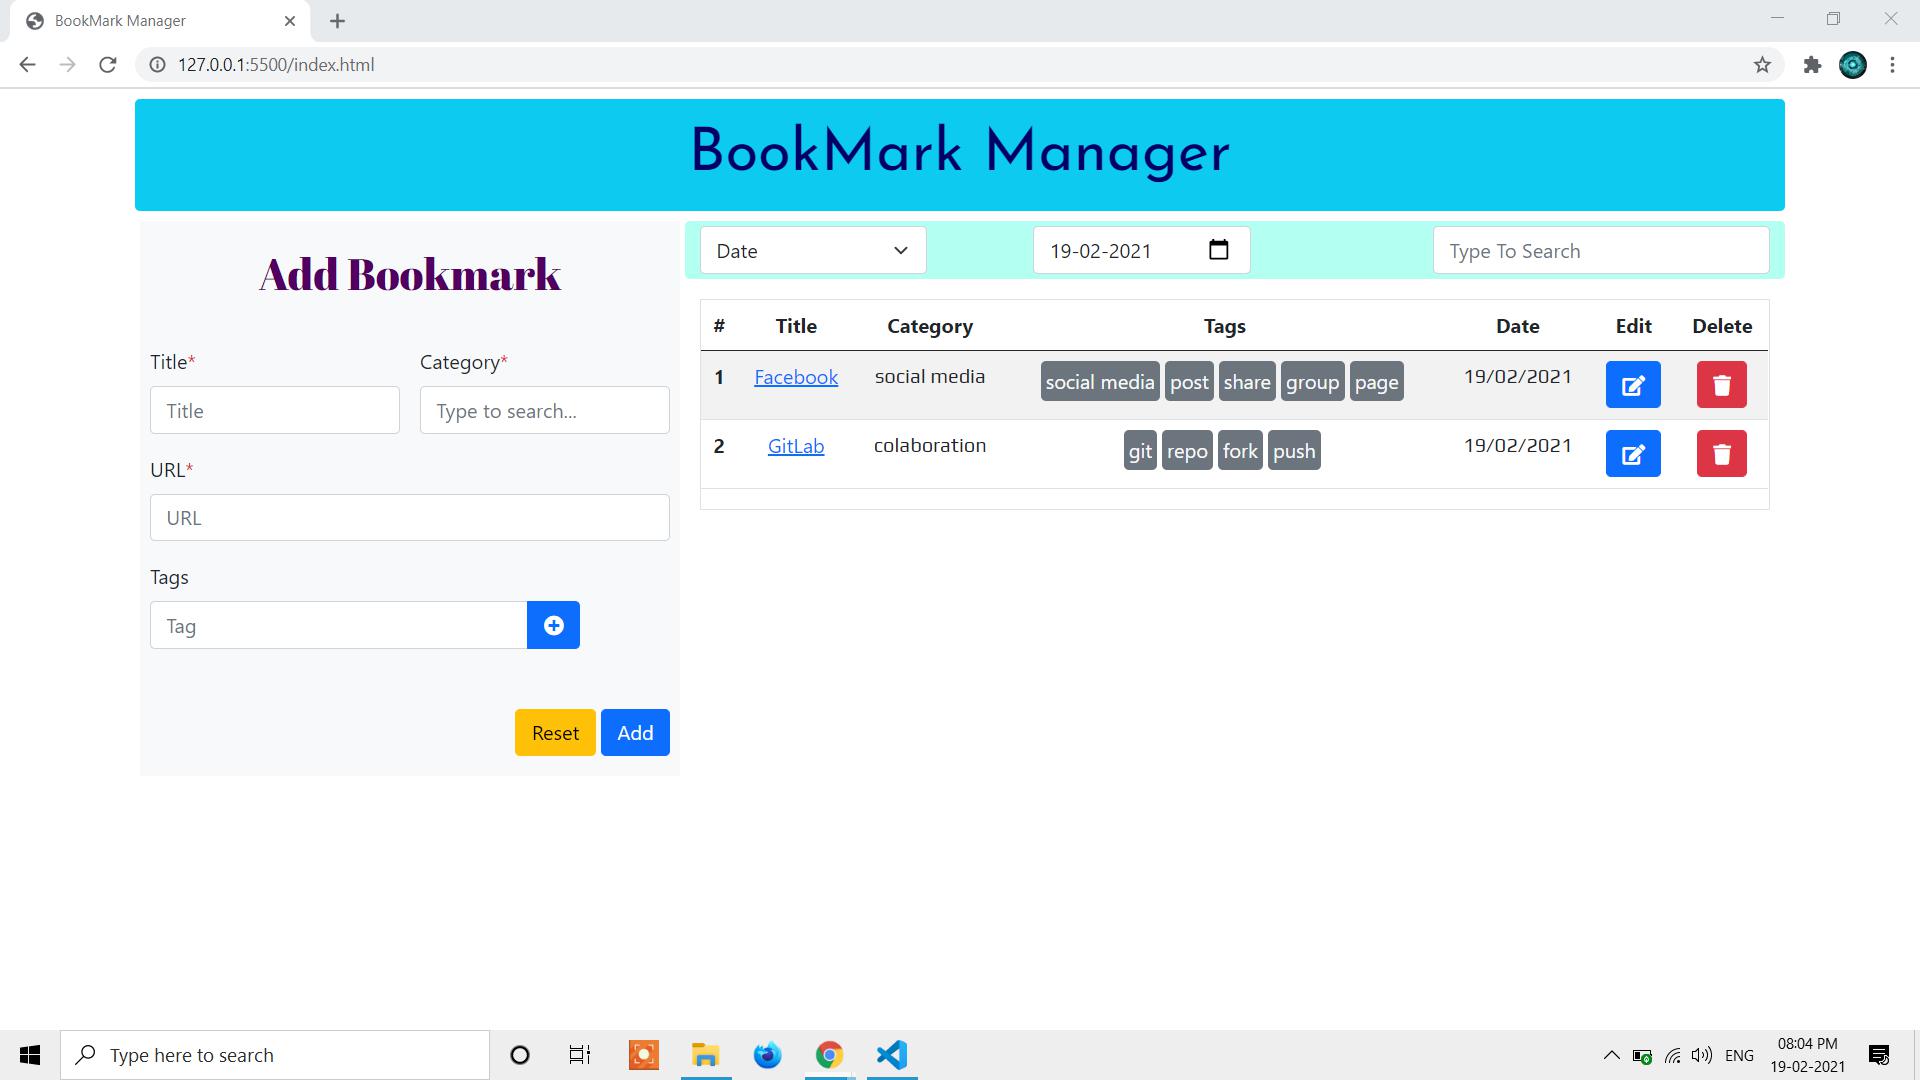 BookMark Manager
127.0.0.1:5500/index.html
BookMark Manager
Add Bookmark
Title*
Category*
Title
Type to search...
URL*
URL
Tags
Tag
Reset Add
Date 19-02-2021 Type To Search
# Title Category Tags Date Edit Delete
1 Facebook social media social media post share group page 19/02/2021
2 GitLab colaboration git repo fork push 19/02/2021
Type here to search
ENG
08:04 PM
19-02-2021